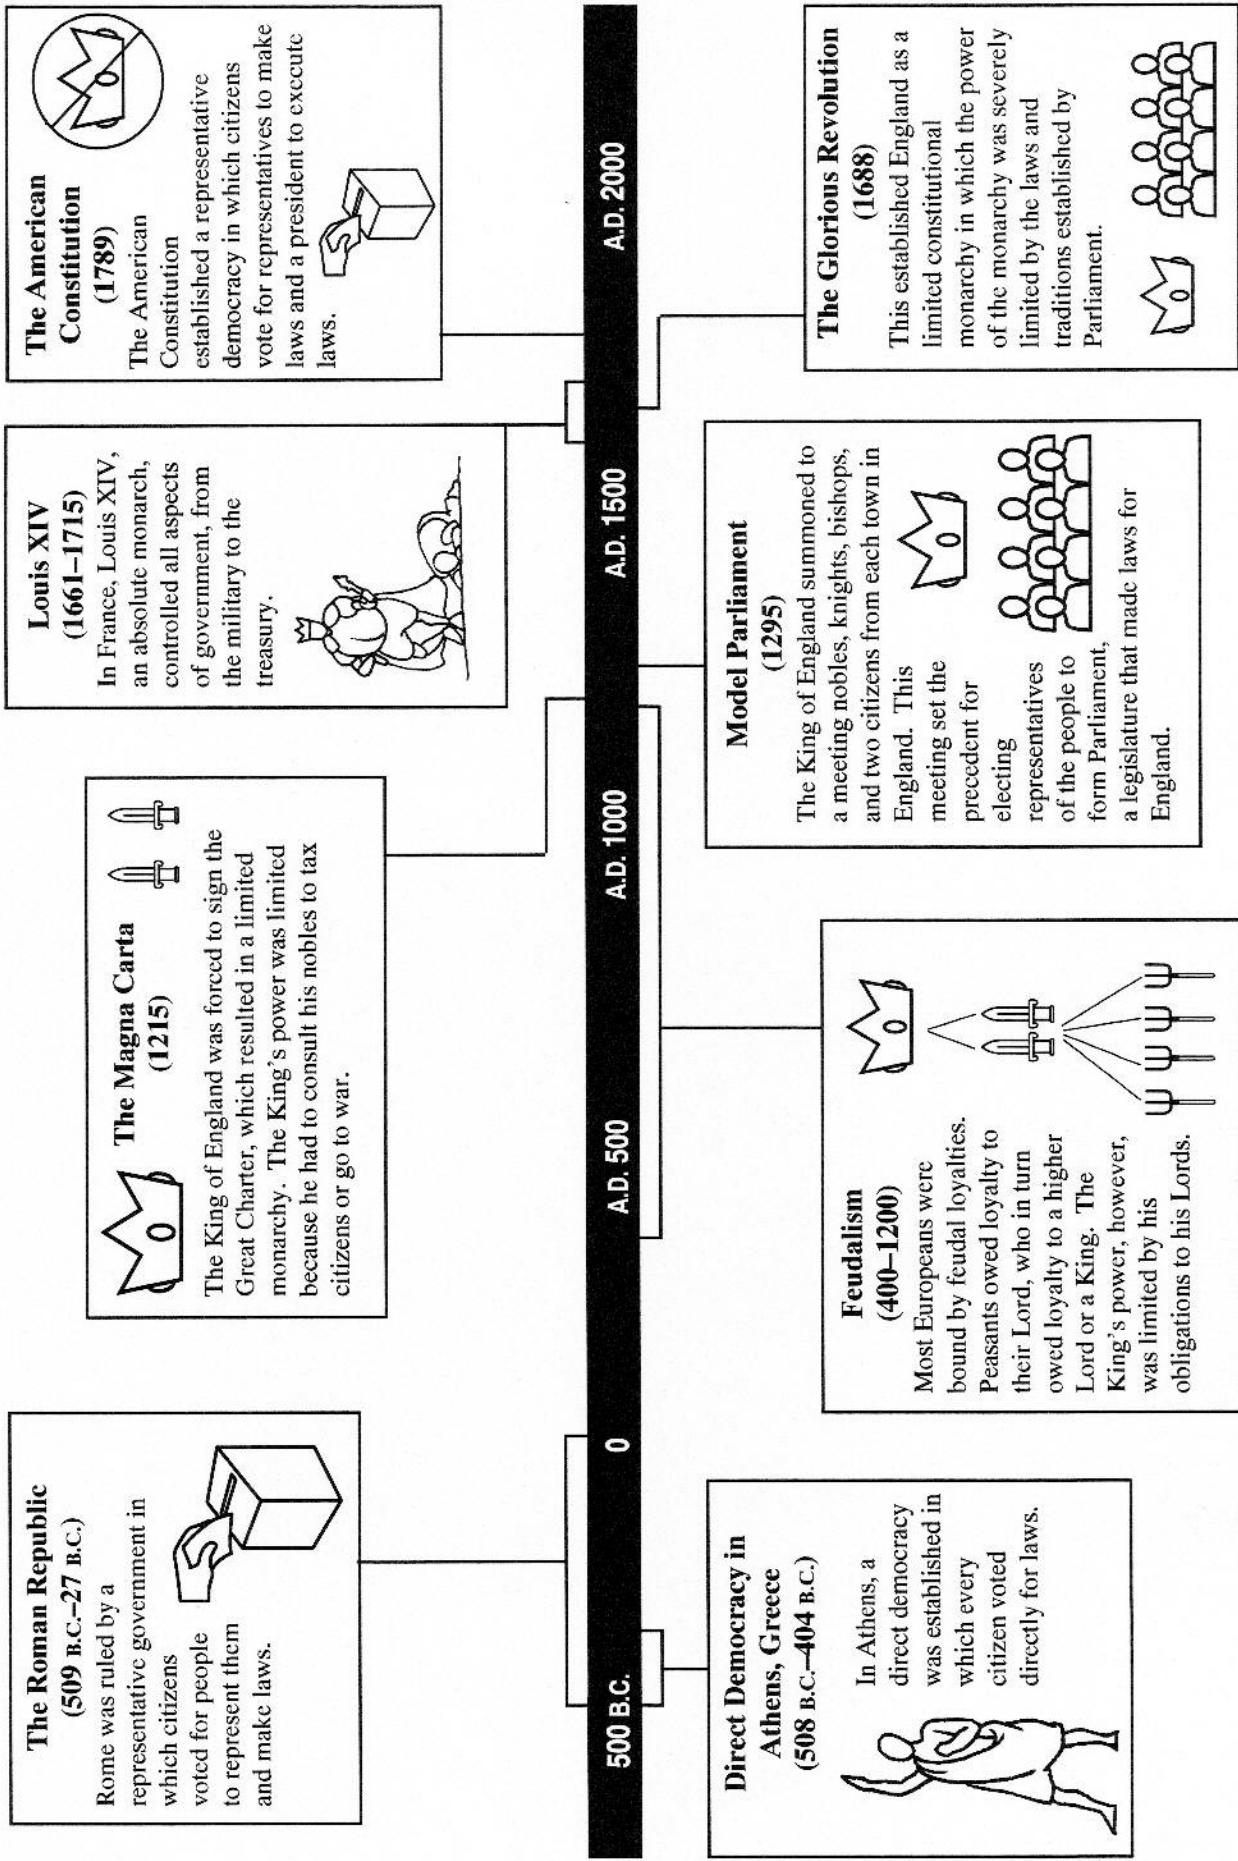 The Roman Republic
(509 B.C.–27 B.C.)
Rome was ruled by a
representative government in
which citizens
voted for people
to represent them
and make laws.
The Magna Carta
(1215)
The King of England was forced to sign the
Great Charter, which resulted in a limited
monarchy. The King's power was limited
because he had to consult his nobles to tax
citizens or go to war.
Louis XIV
(1661–1715)
In France, Louis XIV,
an absolute monarch,
controlled all aspects
of government, from
the military to the
treasury.
The American
Constitution
(1789)
The American
Constitution
established a representative
democracy in which citizens
vote for representatives to make
laws and a president to execute
laws.
500 B.C.
0
A.D. 500
A.D. 1000
A.D. 1500
A.D. 2000
Direct Democracy in
Athens, Greece
(508 B.C.–404 B.C.)
In Athens, a
direct democracy
was established in
which every
citizen voted
directly for laws.
Feudalism
(400–1200)
Most Europeans were
bound by feudal loyalties.
Peasants owed loyalty to
their Lord, who in turn
owed loyalty to a higher
Lord or a King. The
King's power, however,
was limited by his
obligations to his Lords.
Model Parliament
(1295)
The King of England summoned to
a meeting nobles, knights, bishops,
and two citizens from each town in
England. This
meeting set the
precedent for
electing
representatives
of the people to
form Parliament,
a legislature that made laws for
England.
The Glorious Revolution
(1688)
This established England as a
limited constitutional
monarchy in which the power
of the monarchy was severely
limited by the laws and
traditions established by
Parliament.